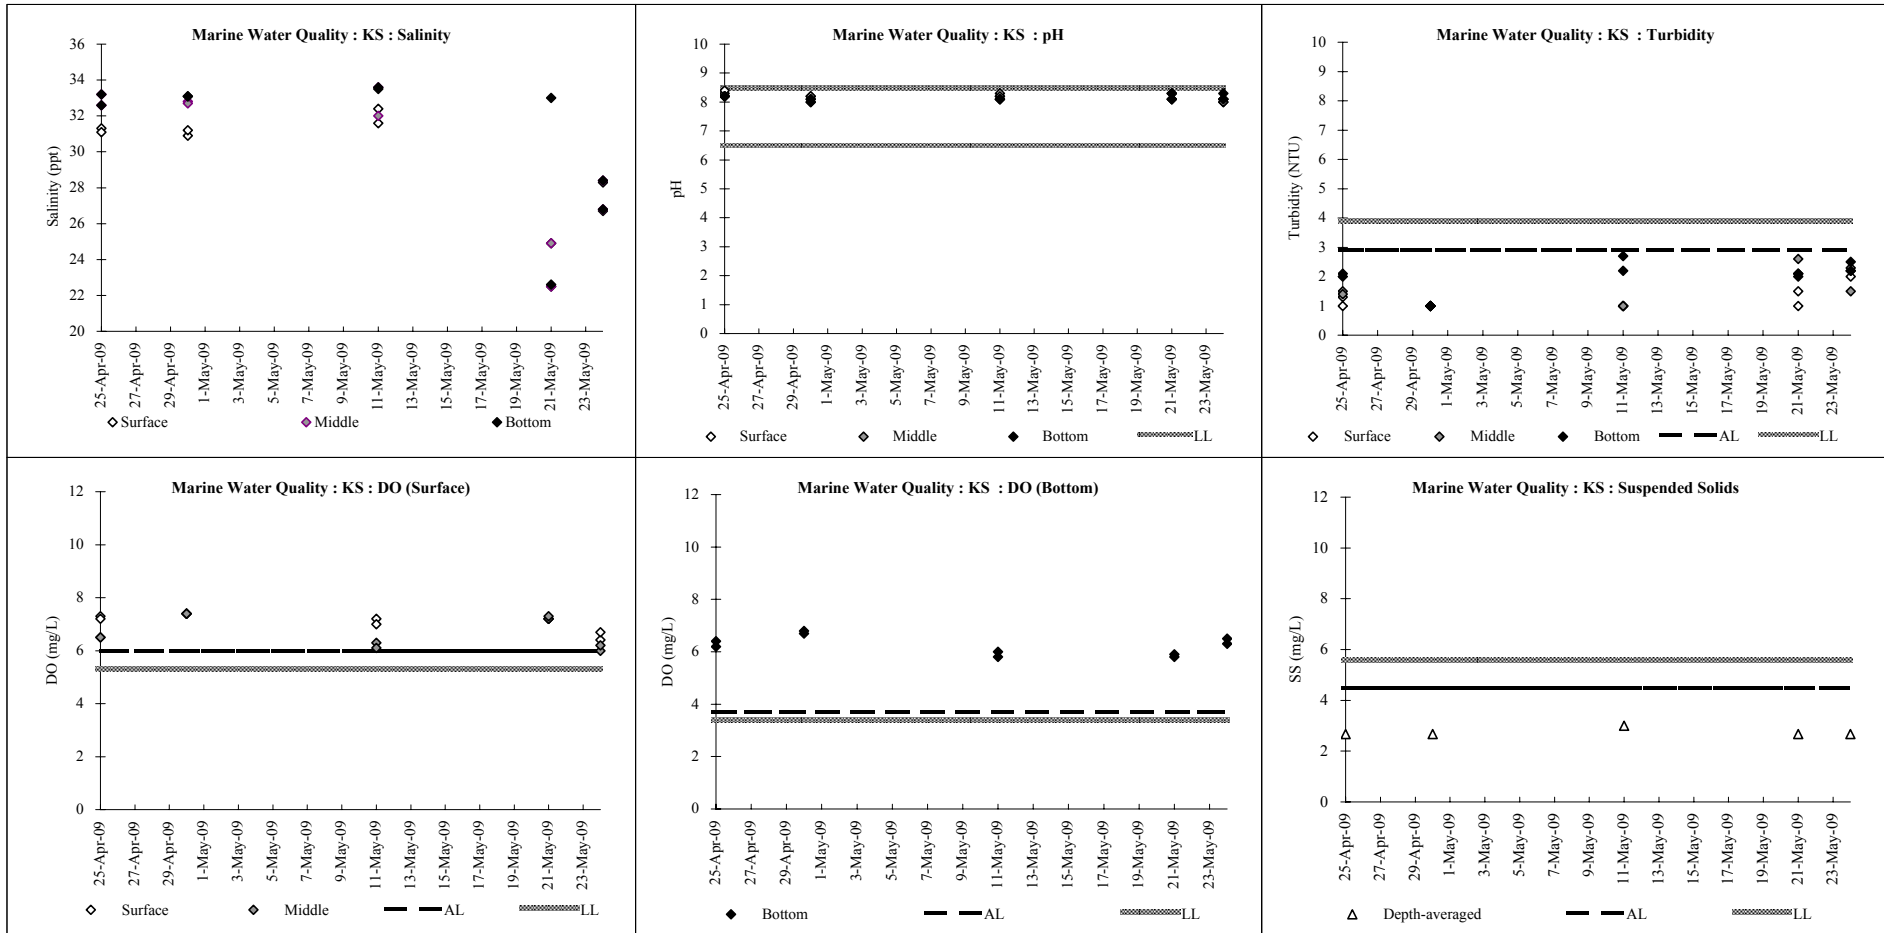 Marine Water Quality : KS : Salinity
36
34
32
30
28
26
24
22
20
Salinity (ppt)
25-Apr-09
27-Apr-09
29-Apr-09
1-May-09
3-May-09
5-May-09
7-May-09
9-May-09
11-May-09
13-May-09
15-May-09
17-May-09
19-May-09
21-May-09
23-May-09
Surface Middle Bottom
Marine Water Quality : KS : pH
10
9
8
7
6
5
4
3
2
1
0
pH
25-Apr-09
27-Apr-09
29-Apr-09
1-May-09
3-May-09
5-May-09
7-May-09
9-May-09
11-May-09
13-May-09
15-May-09
17-May-09
19-May-09
21-May-09
23-May-09
Surface Middle Bottom LL
Marine Water Quality : KS : Turbidity
10
9
8
7
6
5
4
3
2
1
0
Turbidity (NTU)
25-Apr-09
27-Apr-09
29-Apr-09
1-May-09
3-May-09
5-May-09
7-May-09
9-May-09
11-May-09
13-May-09
15-May-09
17-May-09
19-May-09
21-May-09
23-May-09
Surface Middle Bottom AL LL
Marine Water Quality : KS : DO (Surface)
12
10
8
6
4
2
0
DO (mg/L)
25-Apr-09
27-Apr-09
29-Apr-09
1-May-09
3-May-09
5-May-09
7-May-09
9-May-09
11-May-09
13-May-09
15-May-09
17-May-09
19-May-09
21-May-09
23-May-09
Surface Middle AL LL
Marine Water Quality : KS : DO (Bottom)
12
10
8
6
4
2
0
DO (mg/L)
25-Apr-09
27-Apr-09
29-Apr-09
1-May-09
3-May-09
5-May-09
7-May-09
9-May-09
11-May-09
13-May-09
15-May-09
17-May-09
19-May-09
21-May-09
23-May-09
Bottom AL LL
Marine Water Quality : KS : Suspended Solids
12
10
8
6
4
2
0
SS (mg/L)
25-Apr-09
27-Apr-09
29-Apr-09
1-May-09
3-May-09
5-May-09
7-May-09
9-May-09
11-May-09
13-May-09
15-May-09
17-May-09
19-May-09
21-May-09
23-May-09
Depth-averaged AL LL